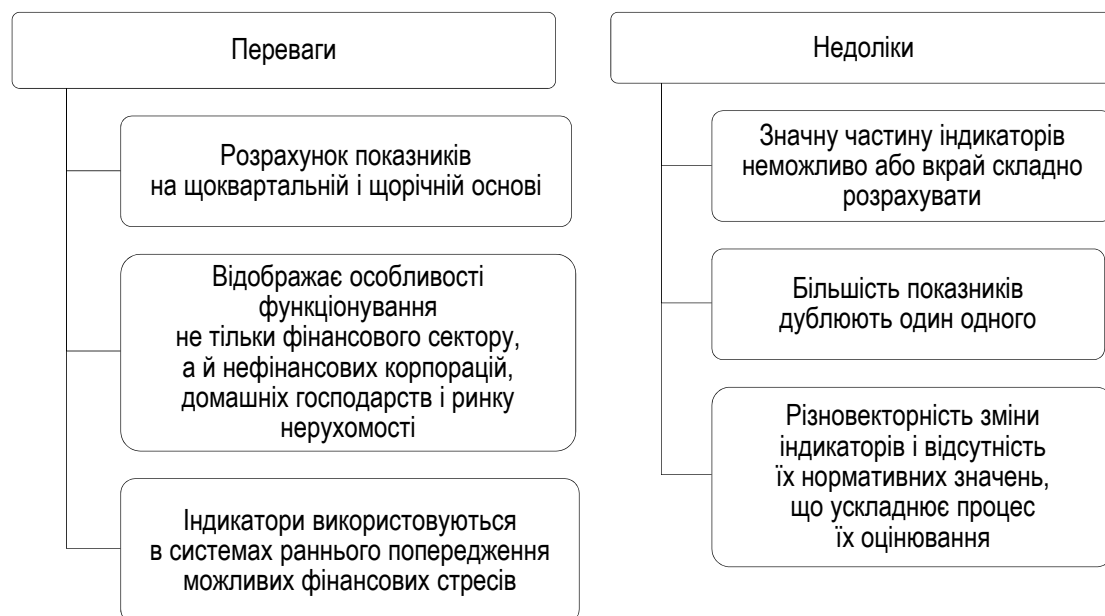 Переваги
Розрахунок показників
на щоквартальній і щорічній основі
Відображає особливості
функціонування
не тільки фінансового сектору,
а й нефінансових корпорацій,
домашніх господарств і ринку
нерухомості
Індикатори використовуються
в системах раннього попередження
можливих фінансових стресів
Недоліки
Значну частину індикаторів
неможливо або вкрай складно
розрахувати
Більшість показників
дублюють один одного
Різновекторність зміни
індикаторів і відсутність
їх нормативних значень,
що ускладнює процес
їх оцінювання